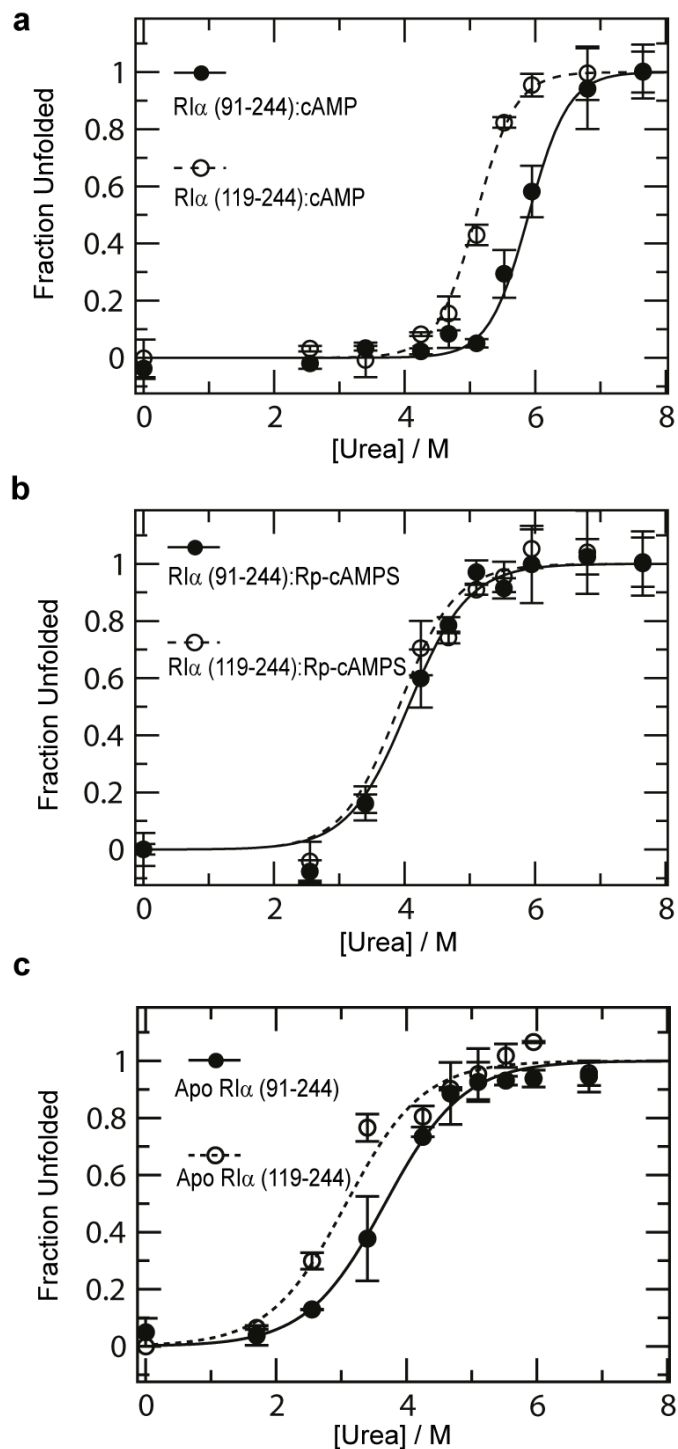 a
Fraction Unfolded
1
0.8
0.6
0.4
0.2
0
RIα (91-244):cAMP
RIα (119-244):cAMP
0 2 4 6 8
[Urea] / M
b
Fraction Unfolded
1
0.8
0.6
0.4
0.2
0
RIα (91-244):Rp-cAMPS
RIα (119-244):Rp-cAMPS
0 2 4 6 8
[Urea] / M
c
Fraction Unfolded
1
0.8
0.6
0.4
0.2
0
Apo RIα (91-244)
Apo RIα (119-244)
0 2 4 6 8
[Urea] / M